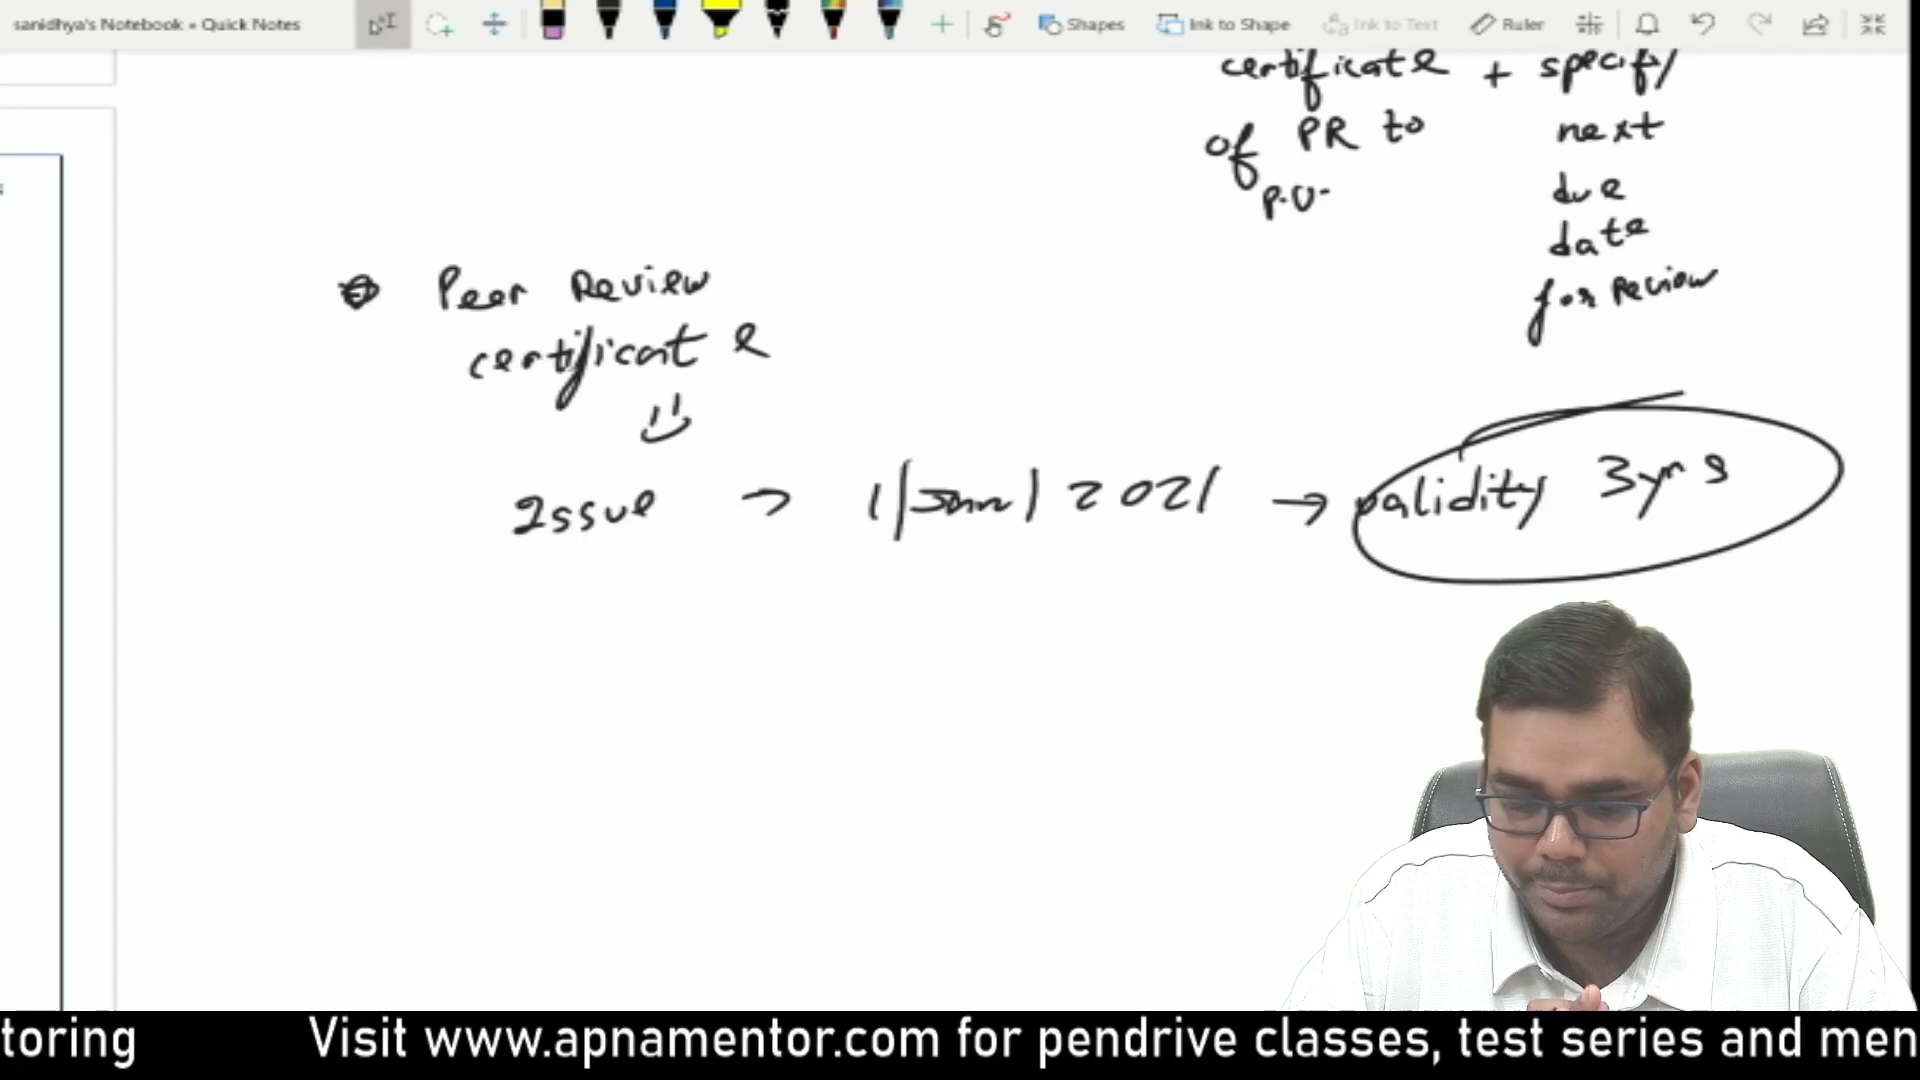 sanidhya's Notebook » Quick Notes
Shapes
Ink to Shape
Ink to Text
Ruler
certificate + specify
of PR to next
P.U. due
date
for Review
Peer Review
certificate
Issue → 1/Jan/2021 → validity 3yrs
toring Visit www.apnamentor.com for pendrive classes, test series and men